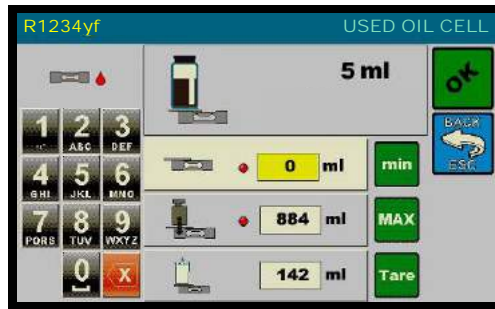 R1234yf USED OIL CELL
5 ml
OK
BACK
ESC
1 2 ABC 3 DEF
4 GHI 5 JKL 6 MNO
7 PQRS 8 TUV 9 WXYZ
0 X
0 ml min
884 ml MAX
142 ml Tare